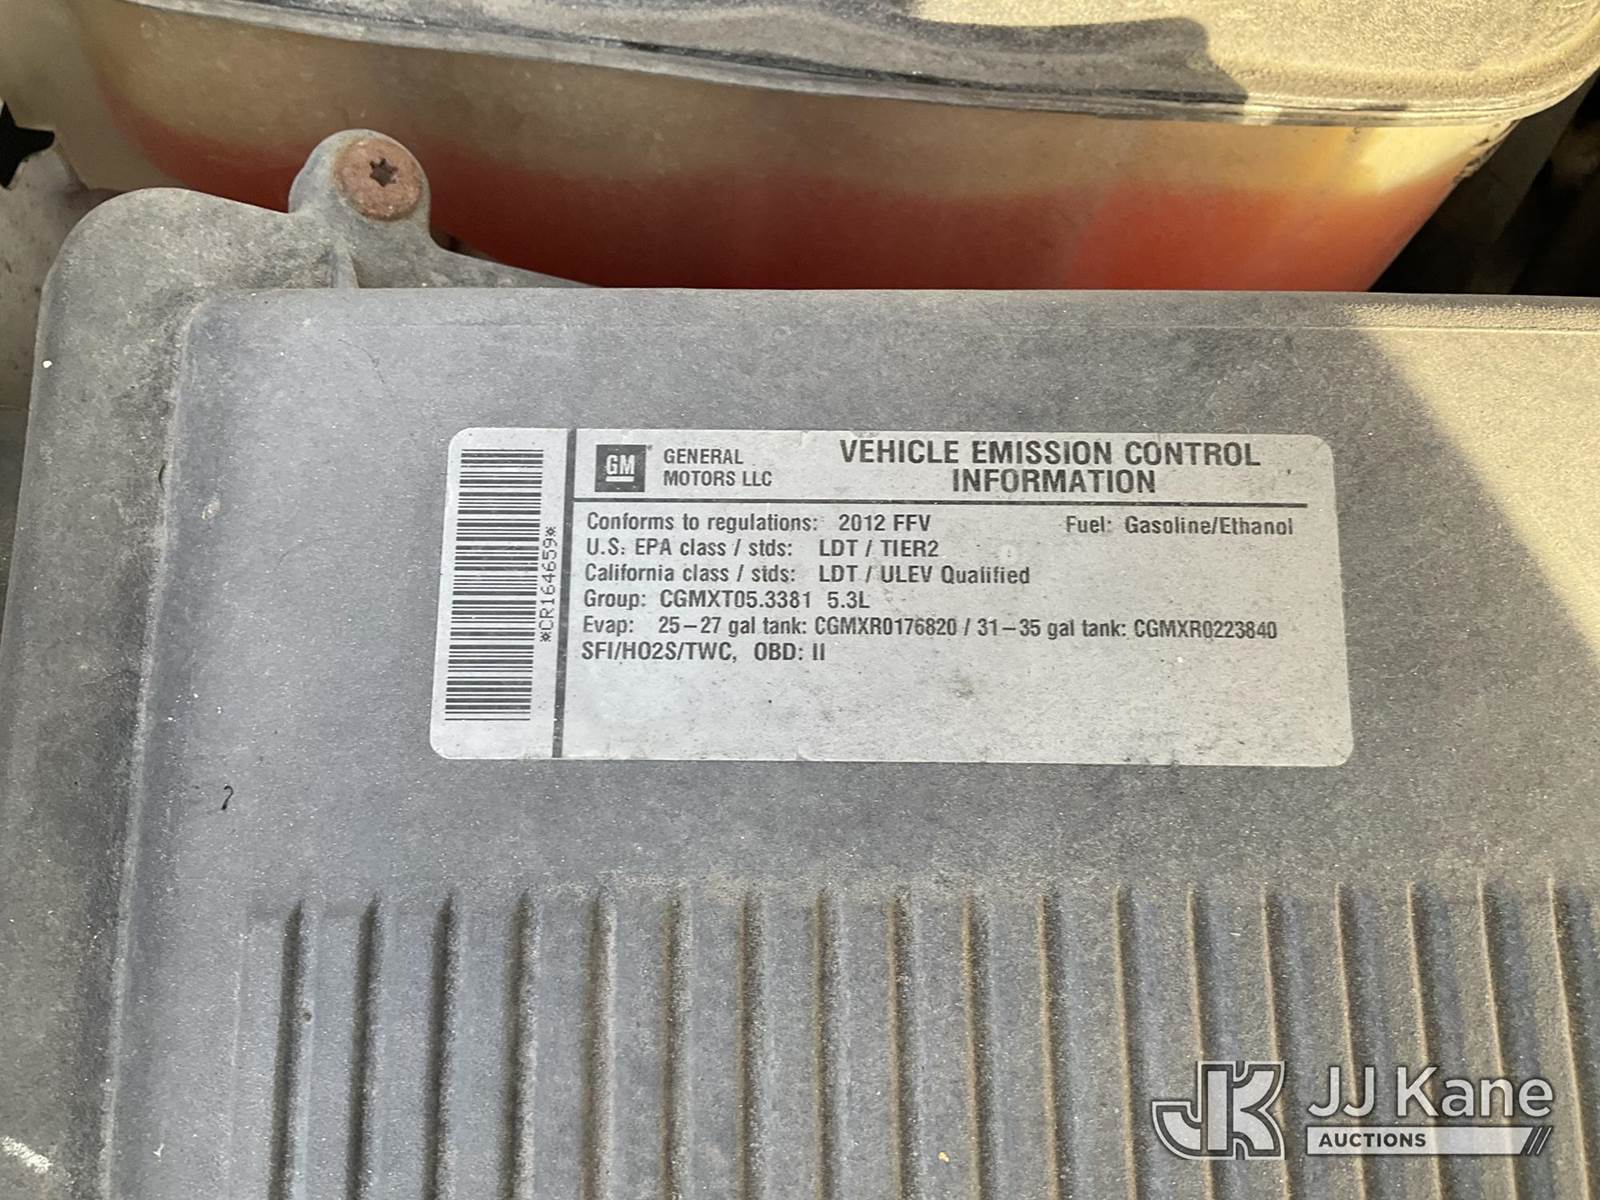 GM GENERAL
MOTORS LLC
VEHICLE EMISSION CONTROL
INFORMATION
Conforms to regulations: 2012 FFV Fuel: Gasoline/Ethanol
U.S. EPA class / stds: LDT / TIER2
California class / stds: LDT / ULEV Qualified
Group: CGMXT05.3381 5.3L
Evap: 25-27 gal tank: CGMXR0176820 / 31-35 gal tank: CGMXR0223840
SFI/HO2S/TWC, OBD: II
*CR164659*
JK JJ Kane
AUCTIONS